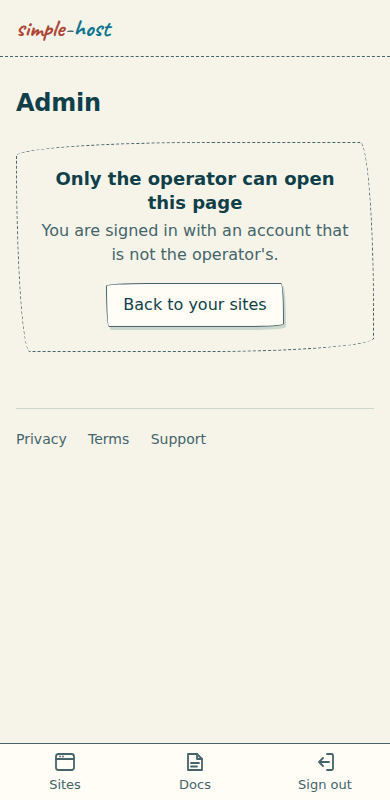 simple-host
Admin
Only the operator can open
this page
You are signed in with an account that
is not the operator's.
Back to your sites
Privacy Terms Support
Sites Docs Sign out